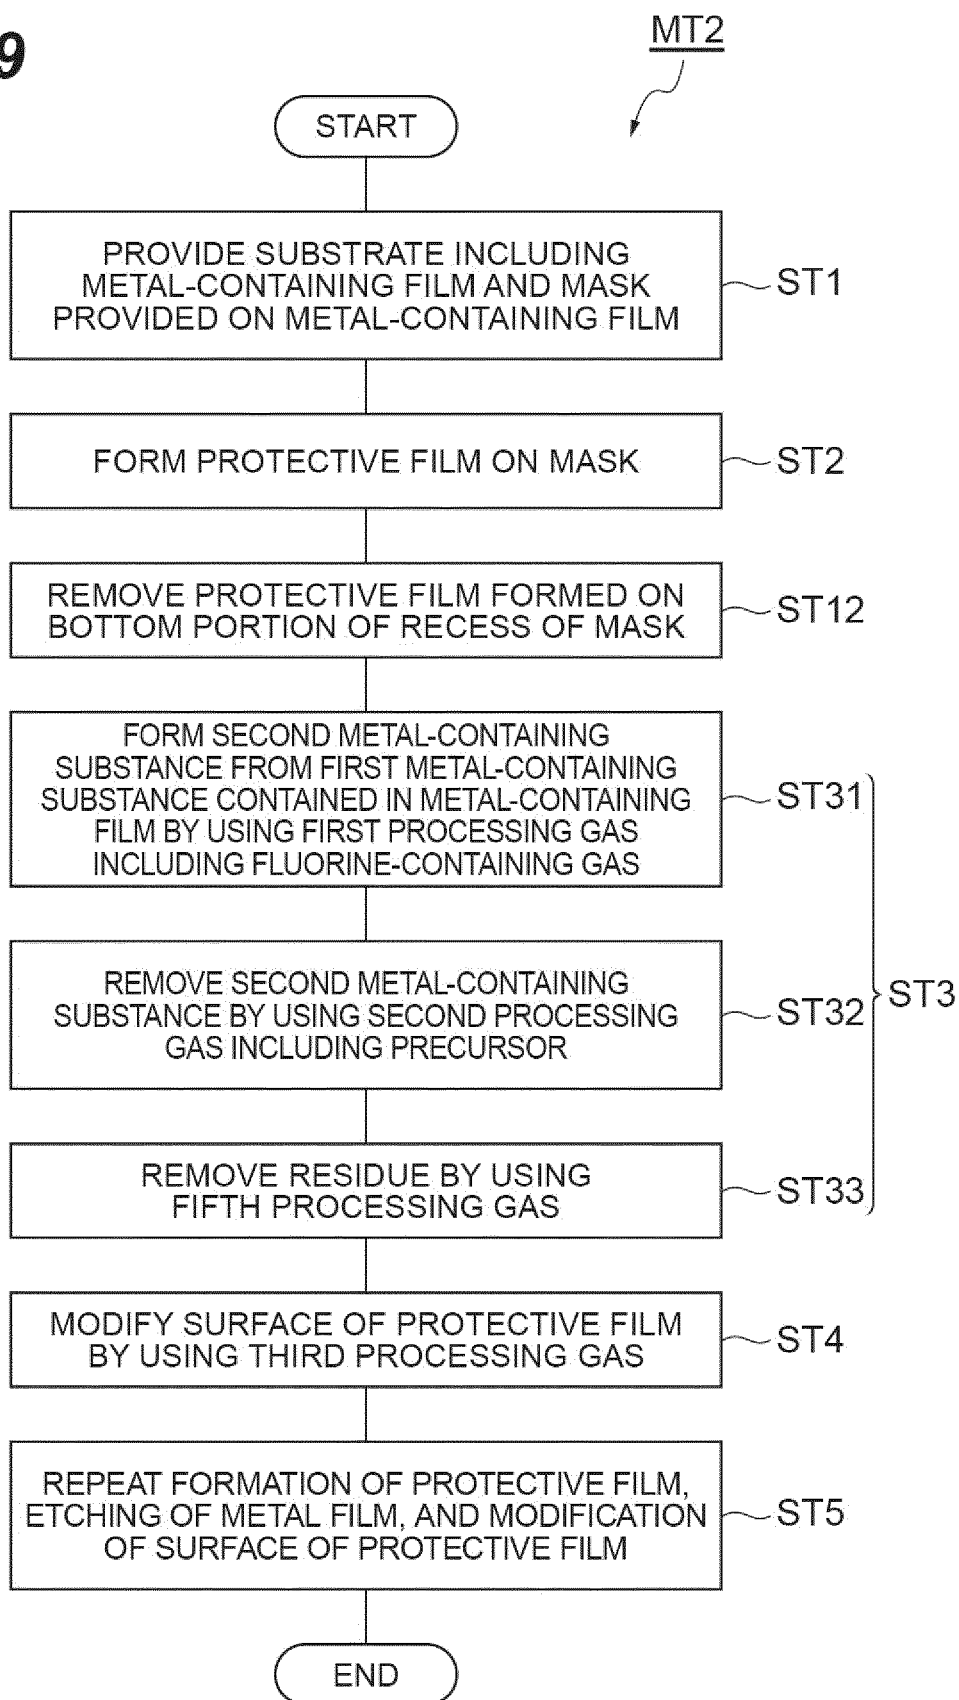 9
MT2
START
PROVIDE SUBSTRATE INCLUDING
METAL-CONTAINING FILM AND MASK
PROVIDED ON METAL-CONTAINING FILM
ST1
FORM PROTECTIVE FILM ON MASK
ST2
REMOVE PROTECTIVE FILM FORMED ON
BOTTOM PORTION OF RECESS OF MASK
ST12
FORM SECOND METAL-CONTAINING
SUBSTANCE FROM FIRST METAL-CONTAINING
SUBSTANCE CONTAINED IN METAL-CONTAINING
FILM BY USING FIRST PROCESSING GAS
INCLUDING FLUORINE-CONTAINING GAS
ST31
REMOVE SECOND METAL-CONTAINING
SUBSTANCE BY USING SECOND PROCESSING
GAS INCLUDING PRECURSOR
ST32
ST3
REMOVE RESIDUE BY USING
FIFTH PROCESSING GAS
ST33
MODIFY SURFACE OF PROTECTIVE FILM
BY USING THIRD PROCESSING GAS
ST4
REPEAT FORMATION OF PROTECTIVE FILM,
ETCHING OF METAL FILM, AND MODIFICATION
OF SURFACE OF PROTECTIVE FILM
ST5
END